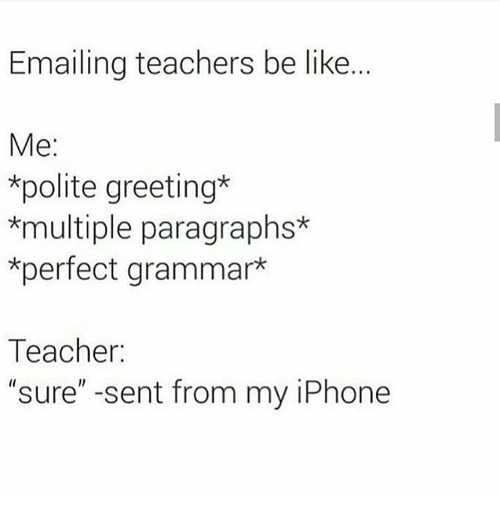 Emailing teachers be like...
Me:
*polite greeting*
*multiple paragraphs*
*perfect grammar*
Teacher:
"sure" -sent from my iPhone